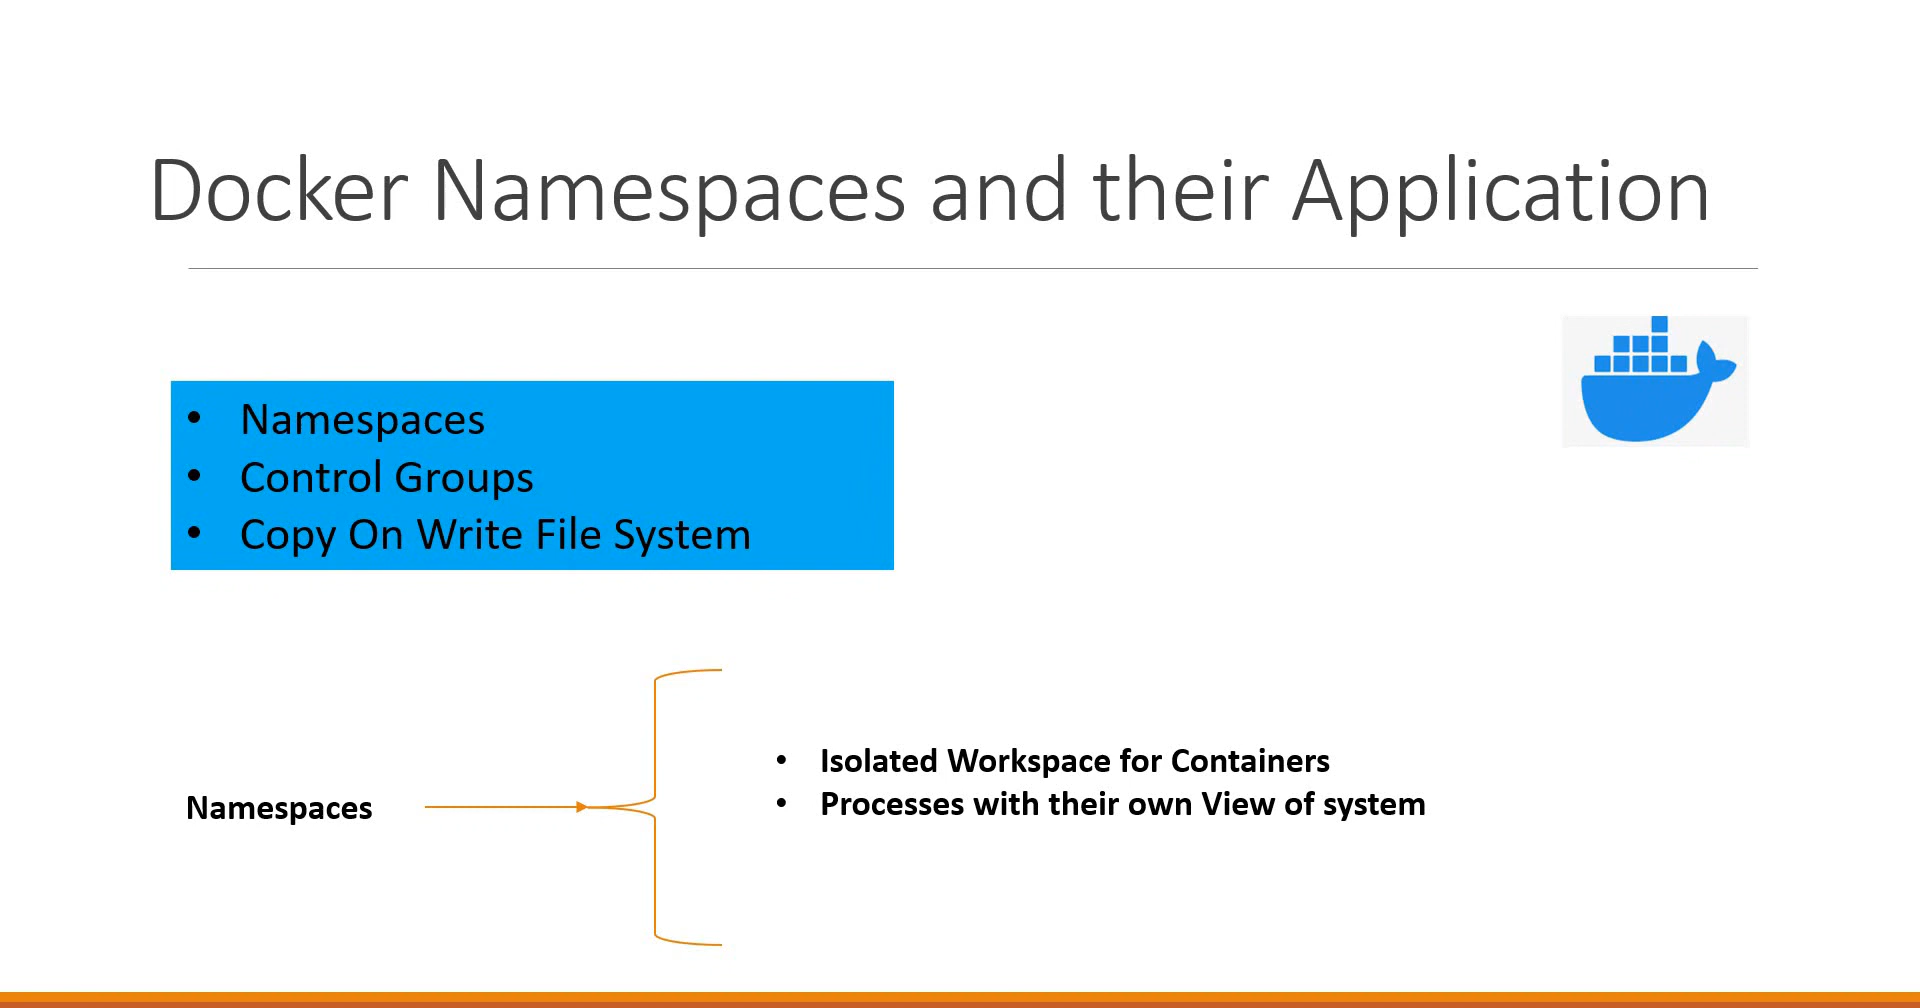 Docker Namespaces and their Application
• Namespaces
• Control Groups
• Copy On Write File System
Namespaces
• Isolated Workspace for Containers
• Processes with their own View of system